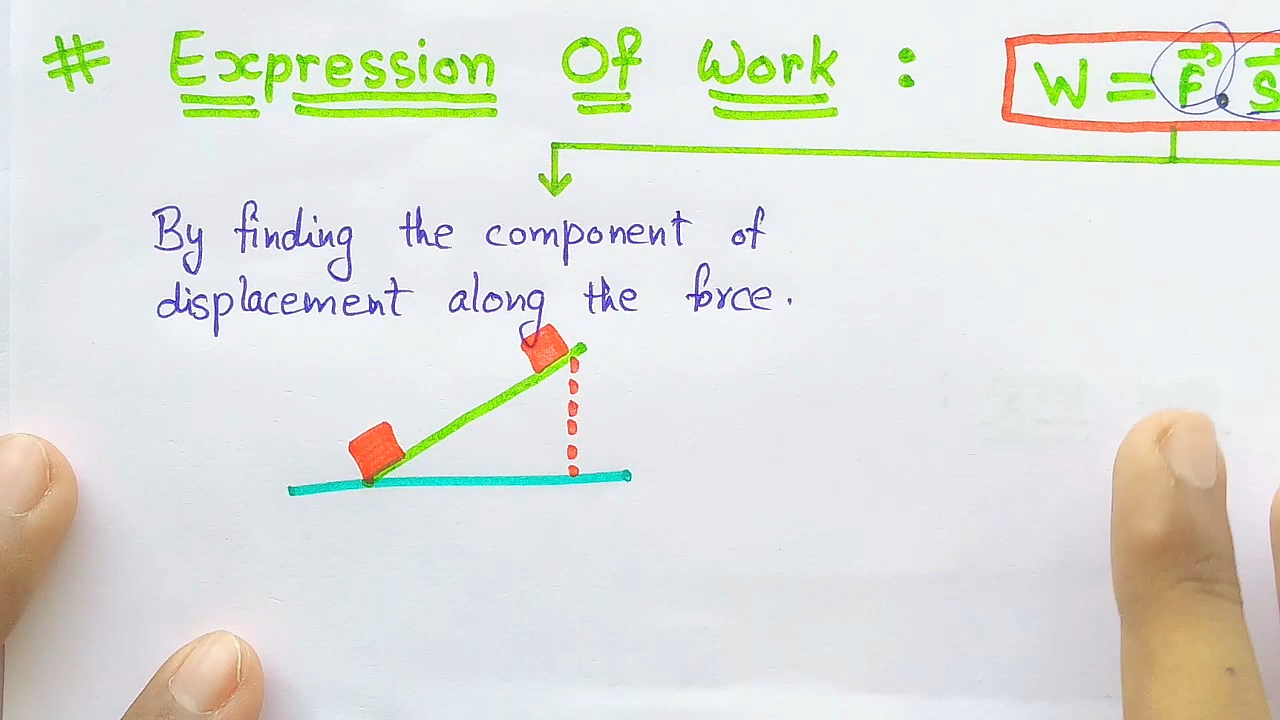 # Expression Of Work : W = F⃗ . S⃗
By finding the component of
displacement along the force.